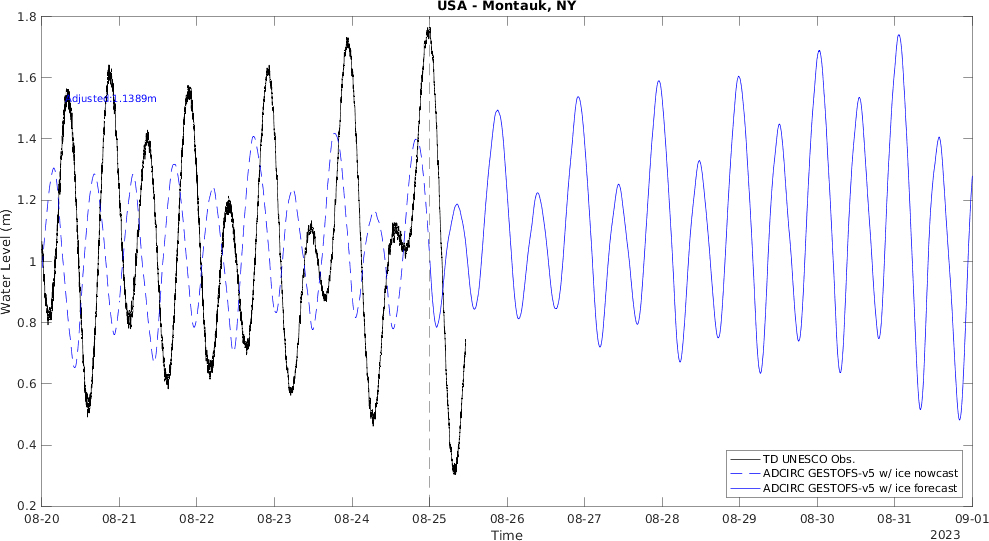 USA - Montauk, NY
1.8
1.6
1.4
1.2
1
0.8
0.6
0.4
0.2
Water Level (m)
Adjusted:1.1389m
TD UNESCO Obs.
ADCIRC GESTOFS-v5 w/ ice nowcast
ADCIRC GESTOFS-v5 w/ ice forecast
08-20 08-21 08-22 08-23 08-24 08-25 08-26 08-27 08-28 08-29 08-30 08-31 09-01
Time
2023